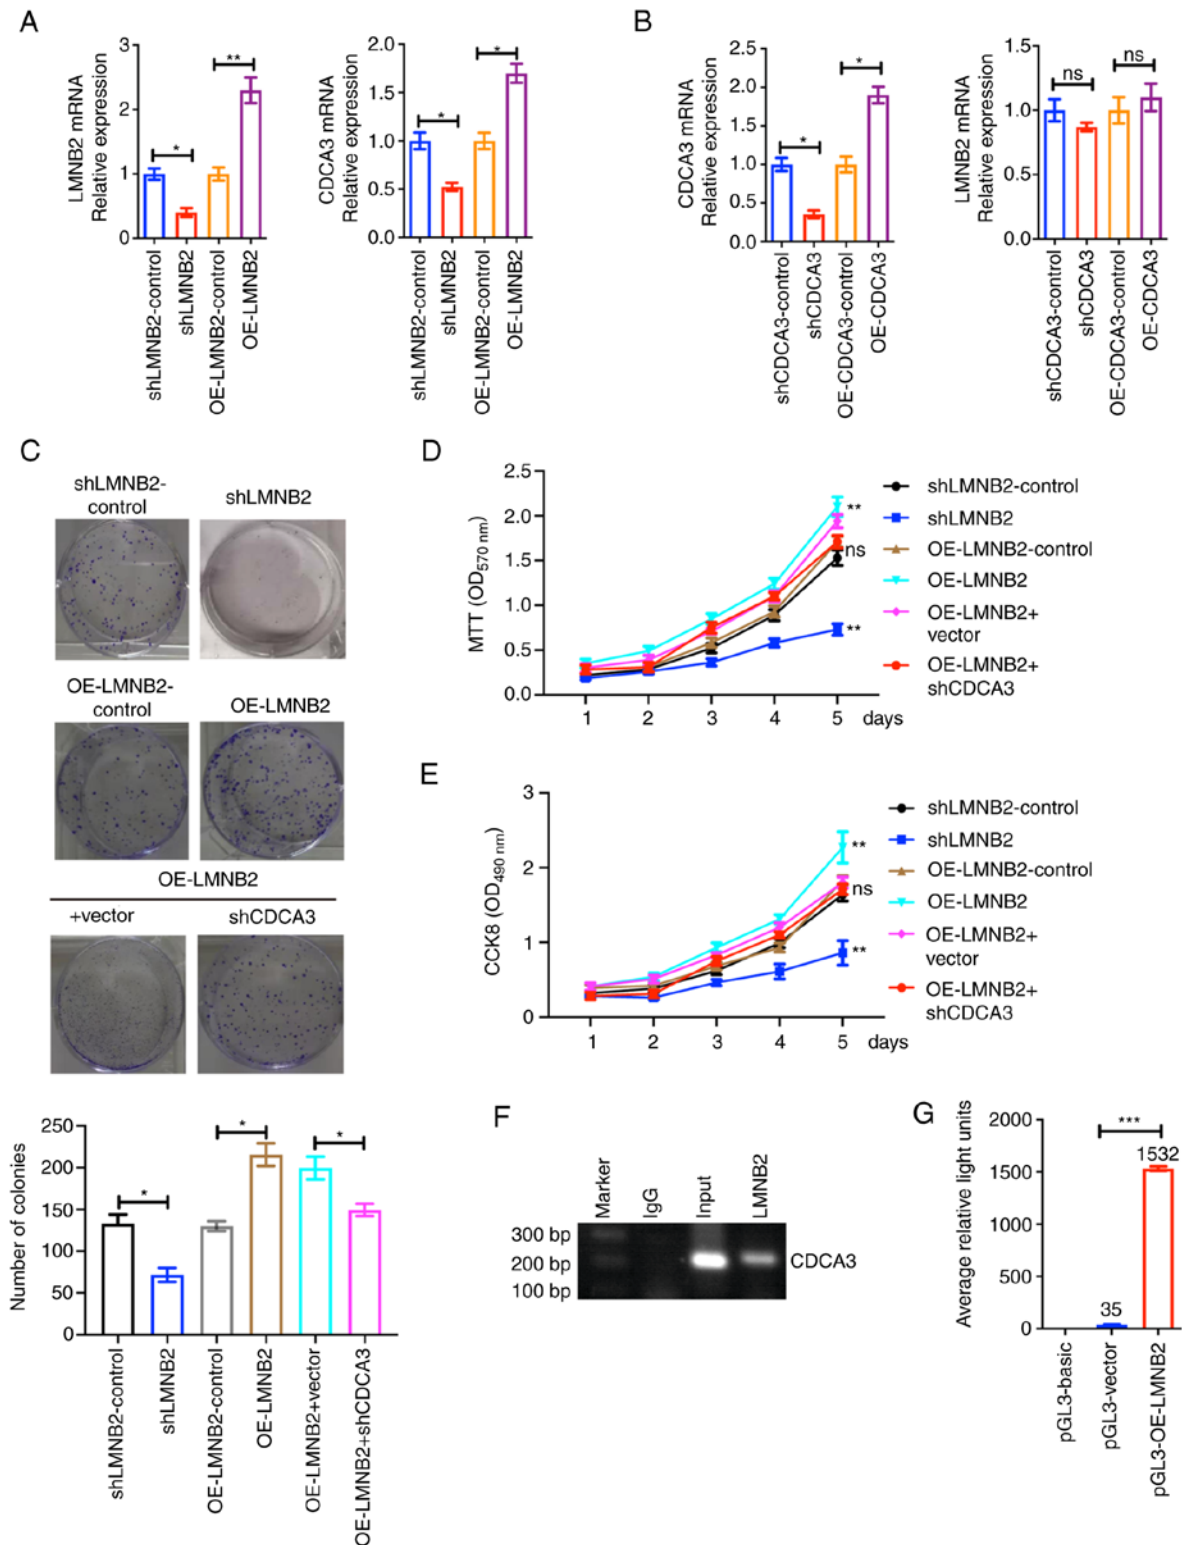 A
LMNB2 mRNA
Relative expression
3
2
1
0
*
**
shLMNB2-control
shLMNB2
OE-LMNB2-control
OE-LMNB2
CDCA3 mRNA
Relative expression
2.0
1.5
1.0
0.5
0.0
*
*
shLMNB2-control
shLMNB2
OE-LMNB2-control
OE-LMNB2
B
CDCA3 mRNA
Relative expression
2.5
2.0
1.5
1.0
0.5
0.0
*
*
shCDCA3-control
shCDCA3
OE-CDCA3-control
OE-CDCA3
LMNB2 mRNA
Relative expression
1.5
1.0
0.5
0.0
ns
ns
shCDCA3-control
shCDCA3
OE-CDCA3-control
OE-CDCA3
C
shLMNB2-
control
shLMNB2
OE-LMNB2-
control
OE-LMNB2
OE-LMNB2
+vector
shCDCA3
Number of colonies
250
200
150
100
50
0
*
*
*
shLMNB2-control
shLMNB2
OE-LMNB2-control
OE-LMNB2
OE-LMNB2+vector
OE-LMNB2+shCDCA3
D
MTT (OD570 nm)
2.5
2.0
1.5
1.0
0.5
0.0
1 2 3 4 5 days
**
ns
**
shLMNB2-control
shLMNB2
OE-LMNB2-control
OE-LMNB2
OE-LMNB2+
vector
OE-LMNB2+
shCDCA3
E
CCK8 (OD490 nm)
3
2
1
0
1 2 3 4 5 days
**
ns
**
shLMNB2-control
shLMNB2
OE-LMNB2-control
OE-LMNB2
OE-LMNB2+
vector
OE-LMNB2+
shCDCA3
F
Marker
IgG
Input
LMNB2
300 bp
200 bp
100 bp
CDCA3
G
Average relative light units
2000
1500
1000
500
0
***
1532
35
pGL3-basic
pGL3-vector
pGL3-OE-LMNB2